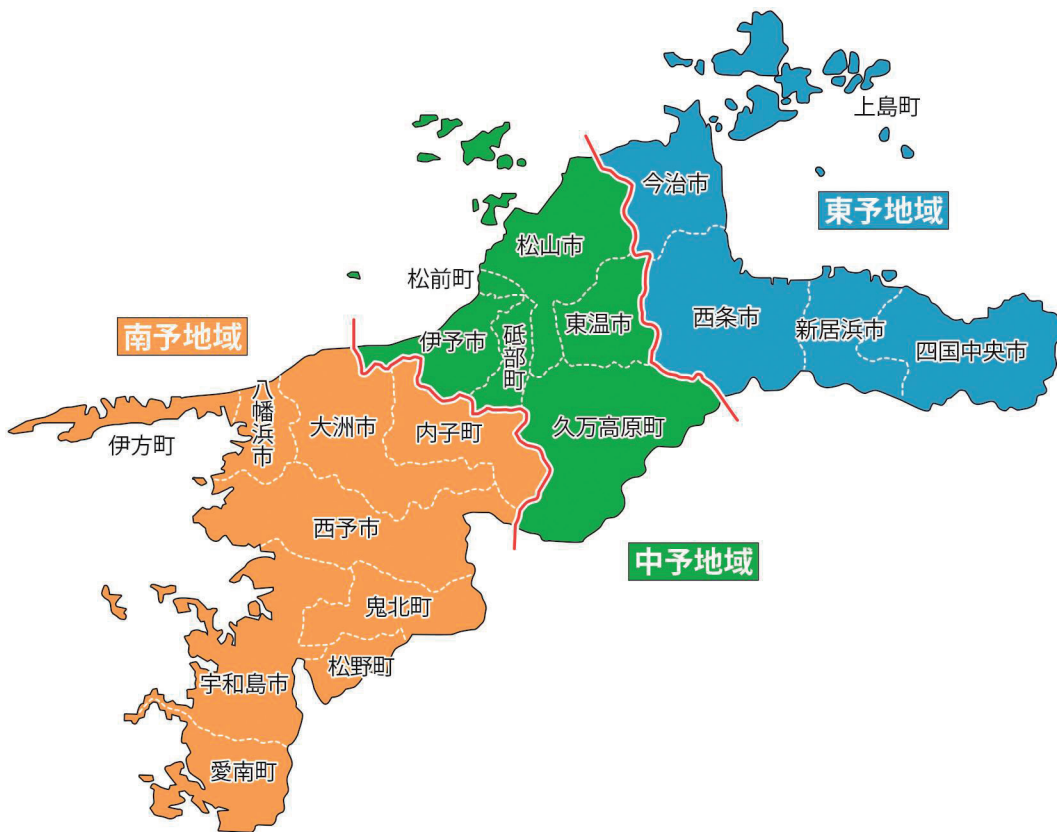 上島町
今治市
東予地域
松山市
松前町
西条市
東温市
新居浜市
伊予市
砥部町
四国中央市
南予地域
八幡浜市
大洲市
内子町
久万高原町
伊方町
西予市
中予地域
鬼北町
松野町
宇和島市
愛南町